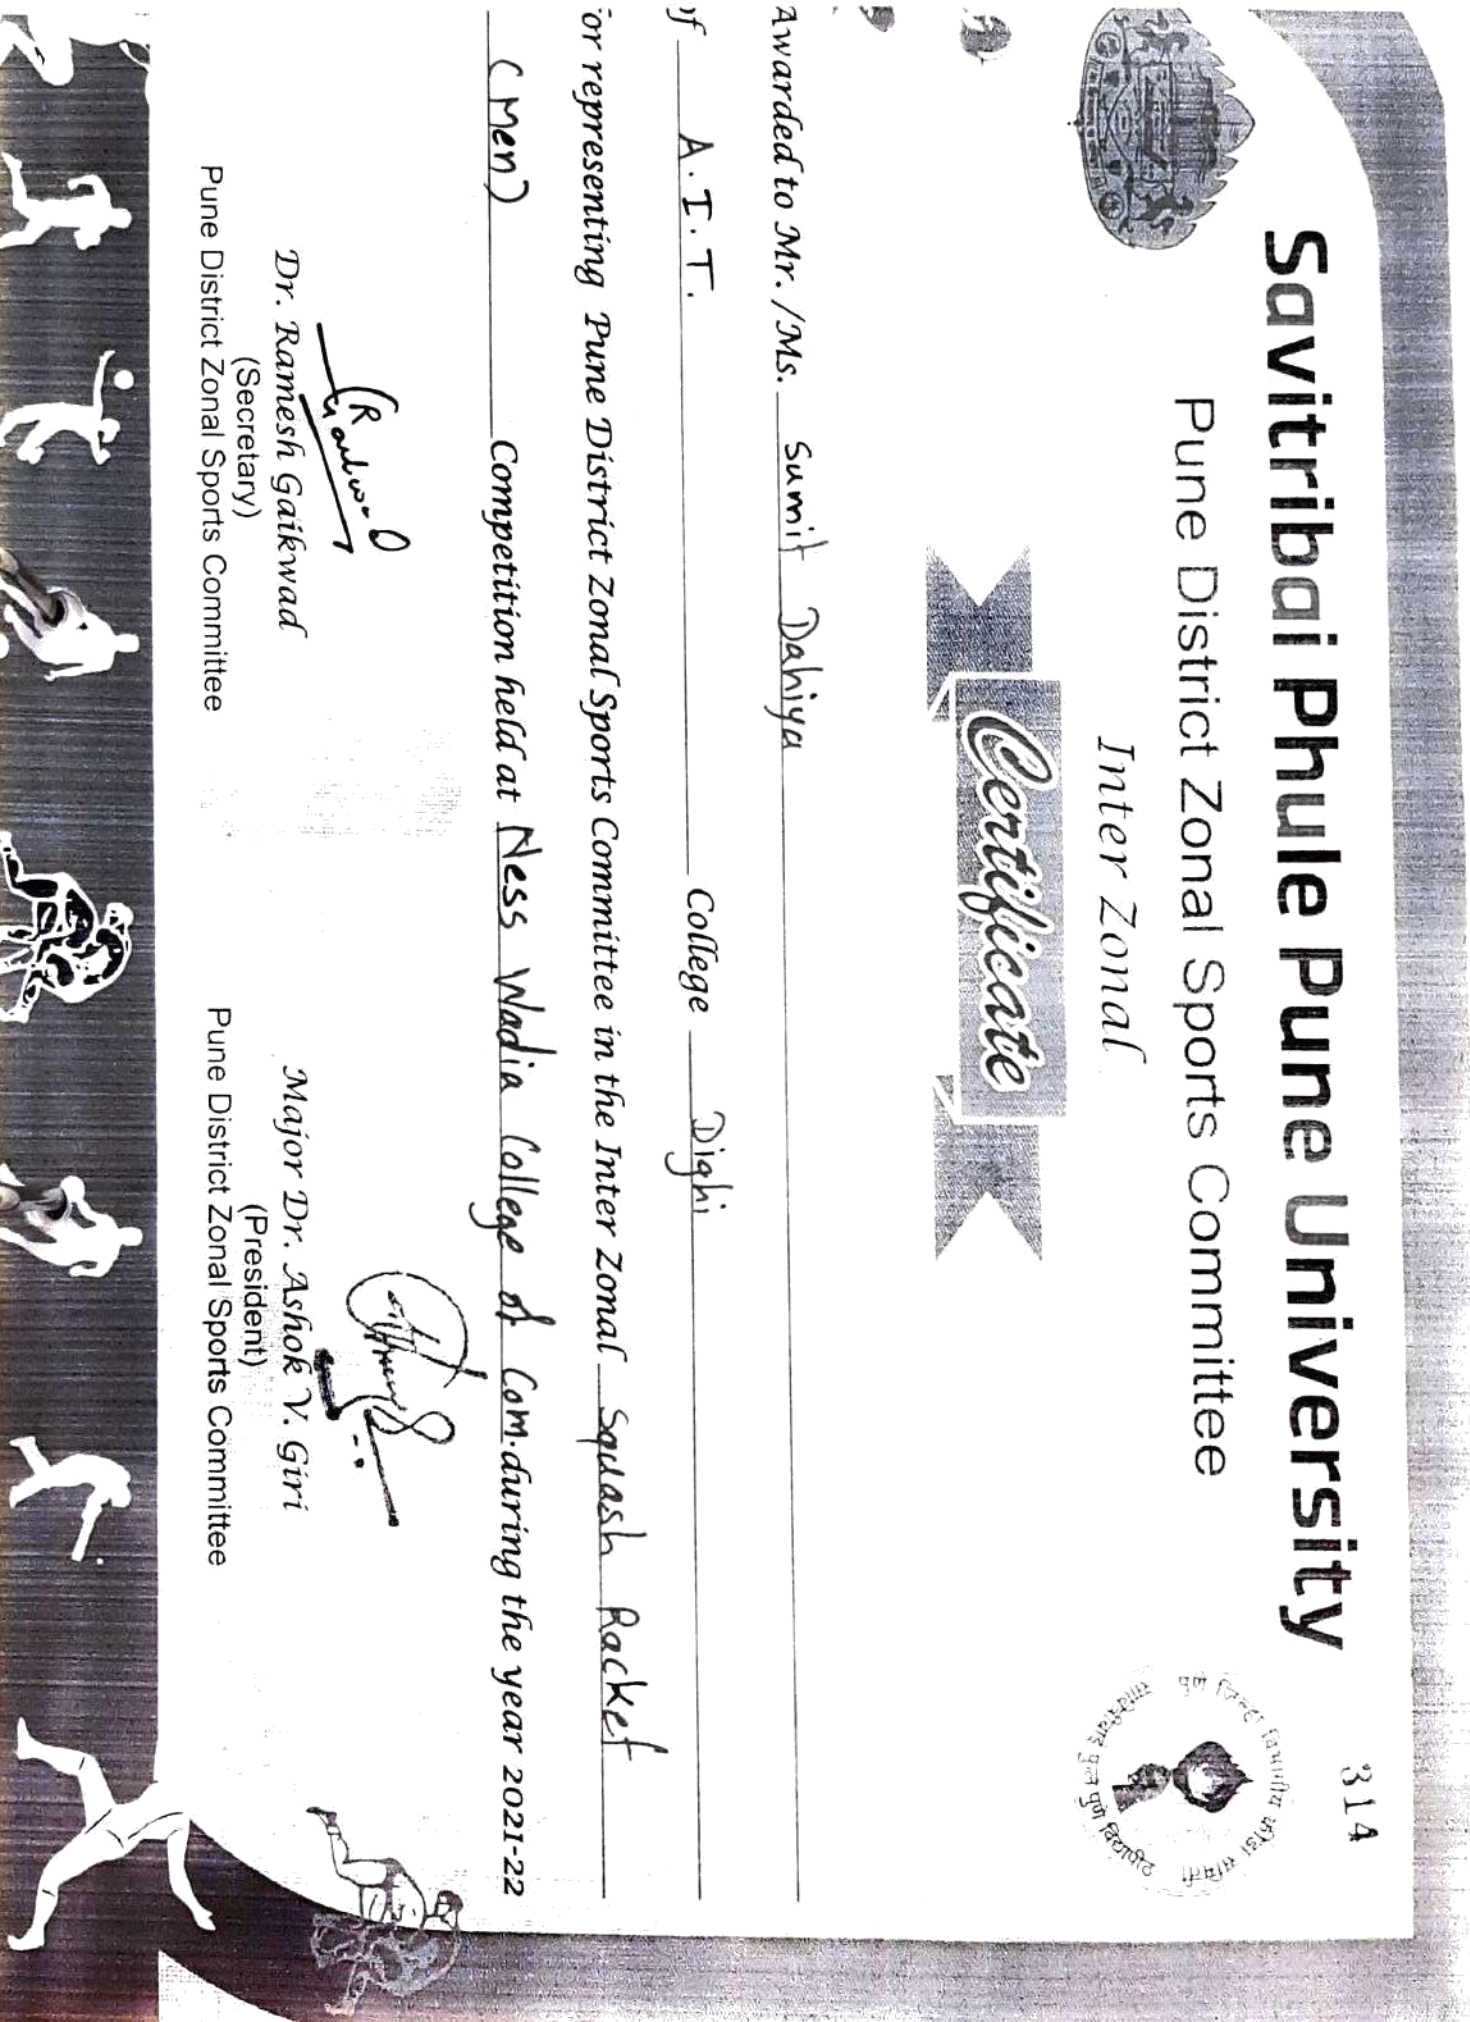 314
Savitribai Phule Pune University
Pune District Zonal Sports Committee
Inter Zonal
पुणे जिल्हा विभागीय क्रीडा समिती
सावित्रीबाई फुले पुणे विद्यापीठ
Certificate
Awarded to Mr./Ms. Sumit Dahiya
of A.I.T. College Dighi
or representing Pune District Zonal Sports Committee in the Inter Zonal Squash Racket
(Men) Competition held at Ness Wadia College of Com. during the year 2021-22
R Gaikwad
Dr. Ramesh Gaikwad
(Secretary)
Pune District Zonal Sports Committee
Major Dr. Ashok V. Giri
(President)
Pune District Zonal Sports Committee